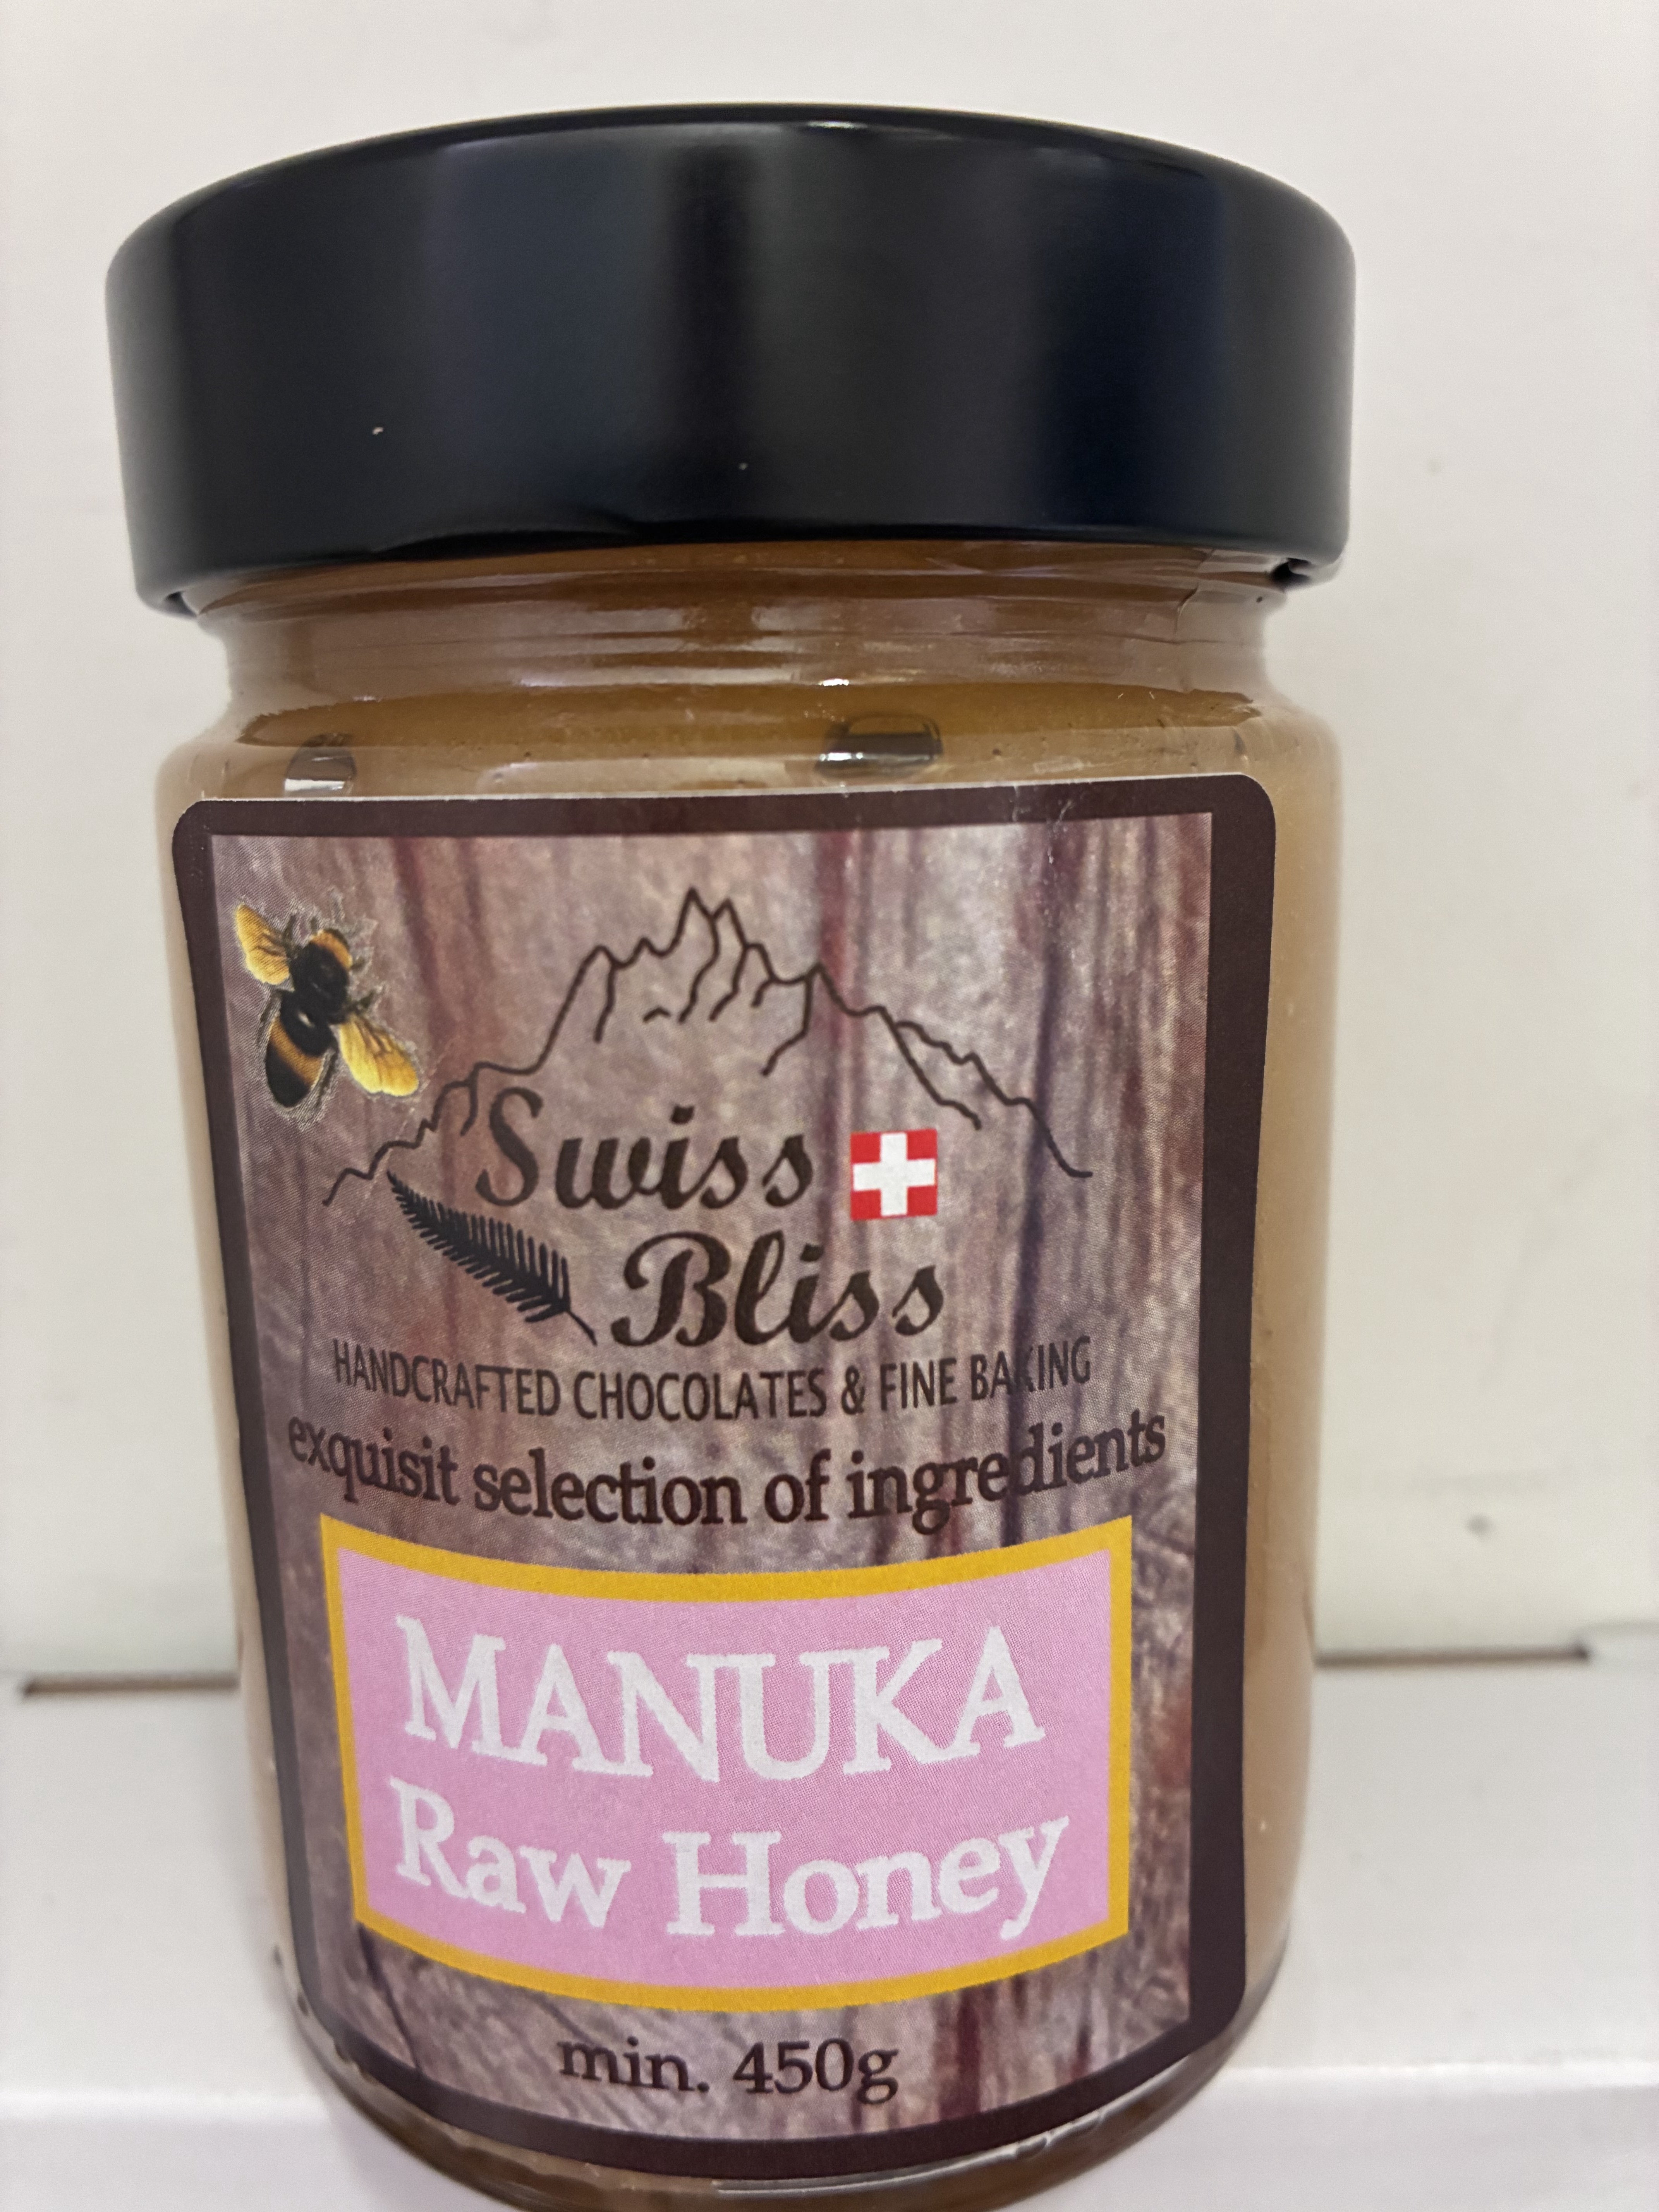 Swiss
Bliss
HANDCRAFTED CHOCOLATES & FINE BAKING
exquisit selection of ingredients
MANUKA
Raw Honey
min. 450g